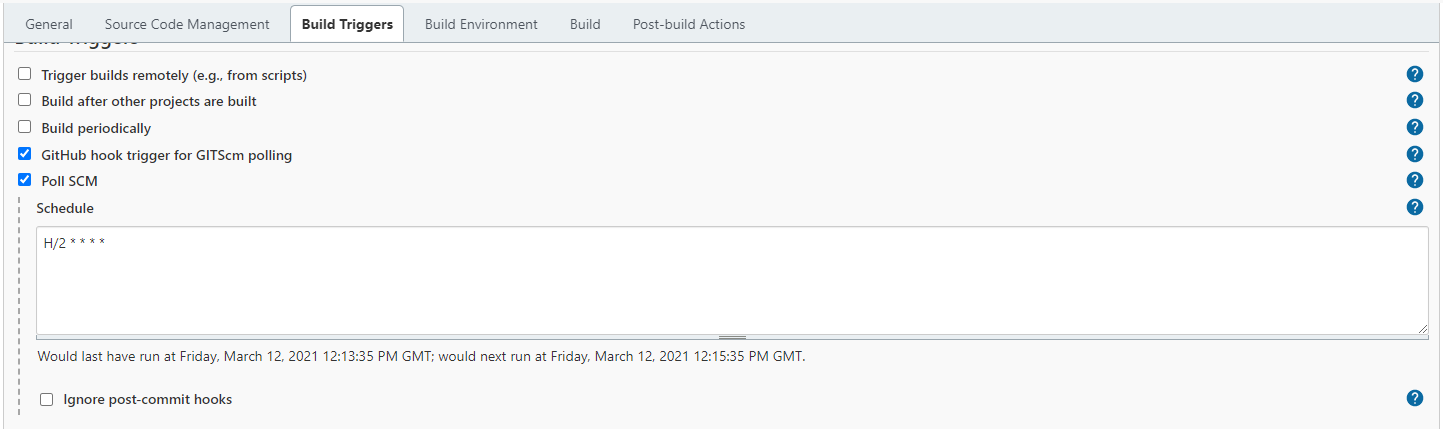 General Source Code Management Build Triggers Build Environment Build Post-build Actions
Build Triggers
Trigger builds remotely (e.g., from scripts) ?
Build after other projects are built ?
Build periodically ?
GitHub hook trigger for GITScm polling ?
Poll SCM ?
Schedule ?
H/2 * * * *
Would last have run at Friday, March 12, 2021 12:13:35 PM GMT; would next run at Friday, March 12, 2021 12:15:35 PM GMT.
Ignore post-commit hooks ?